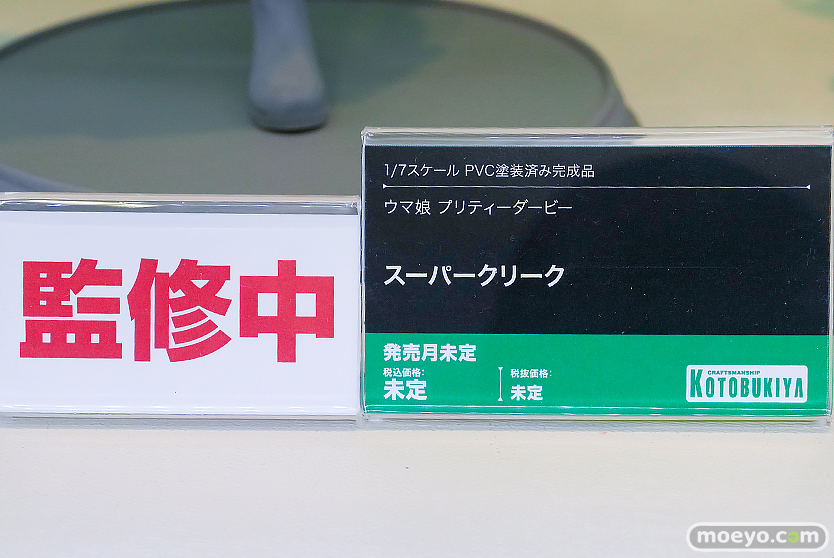 監修中
1/7スケール PVC塗装済み完成品
ウマ娘 プリティーダービー
スーパークリーク
発売月未定
税込価格:
未定
税抜価格:
未定
CRAFTSMANSHIP
KOTOBUKIYA
moeyo.com